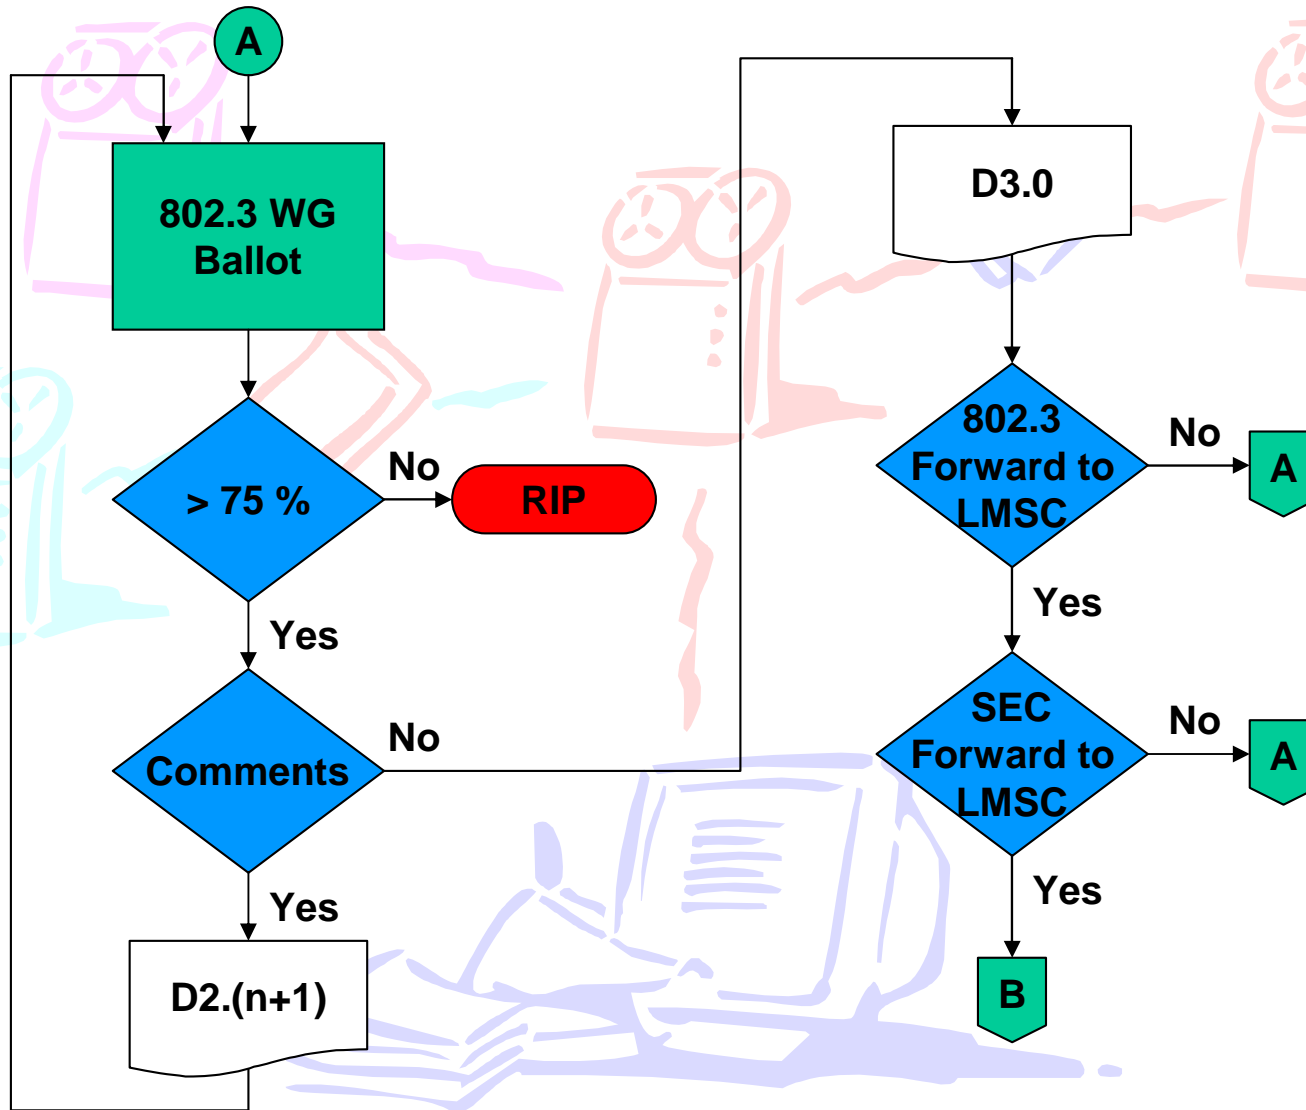 A
802.3 WG
Ballot
> 75 %
No
RIP
Yes
Comments
No
Yes
D2.(n+1)
D3.0
802.3
Forward to
LMSC
No
A
Yes
SEC
Forward to
LMSC
No
A
Yes
B